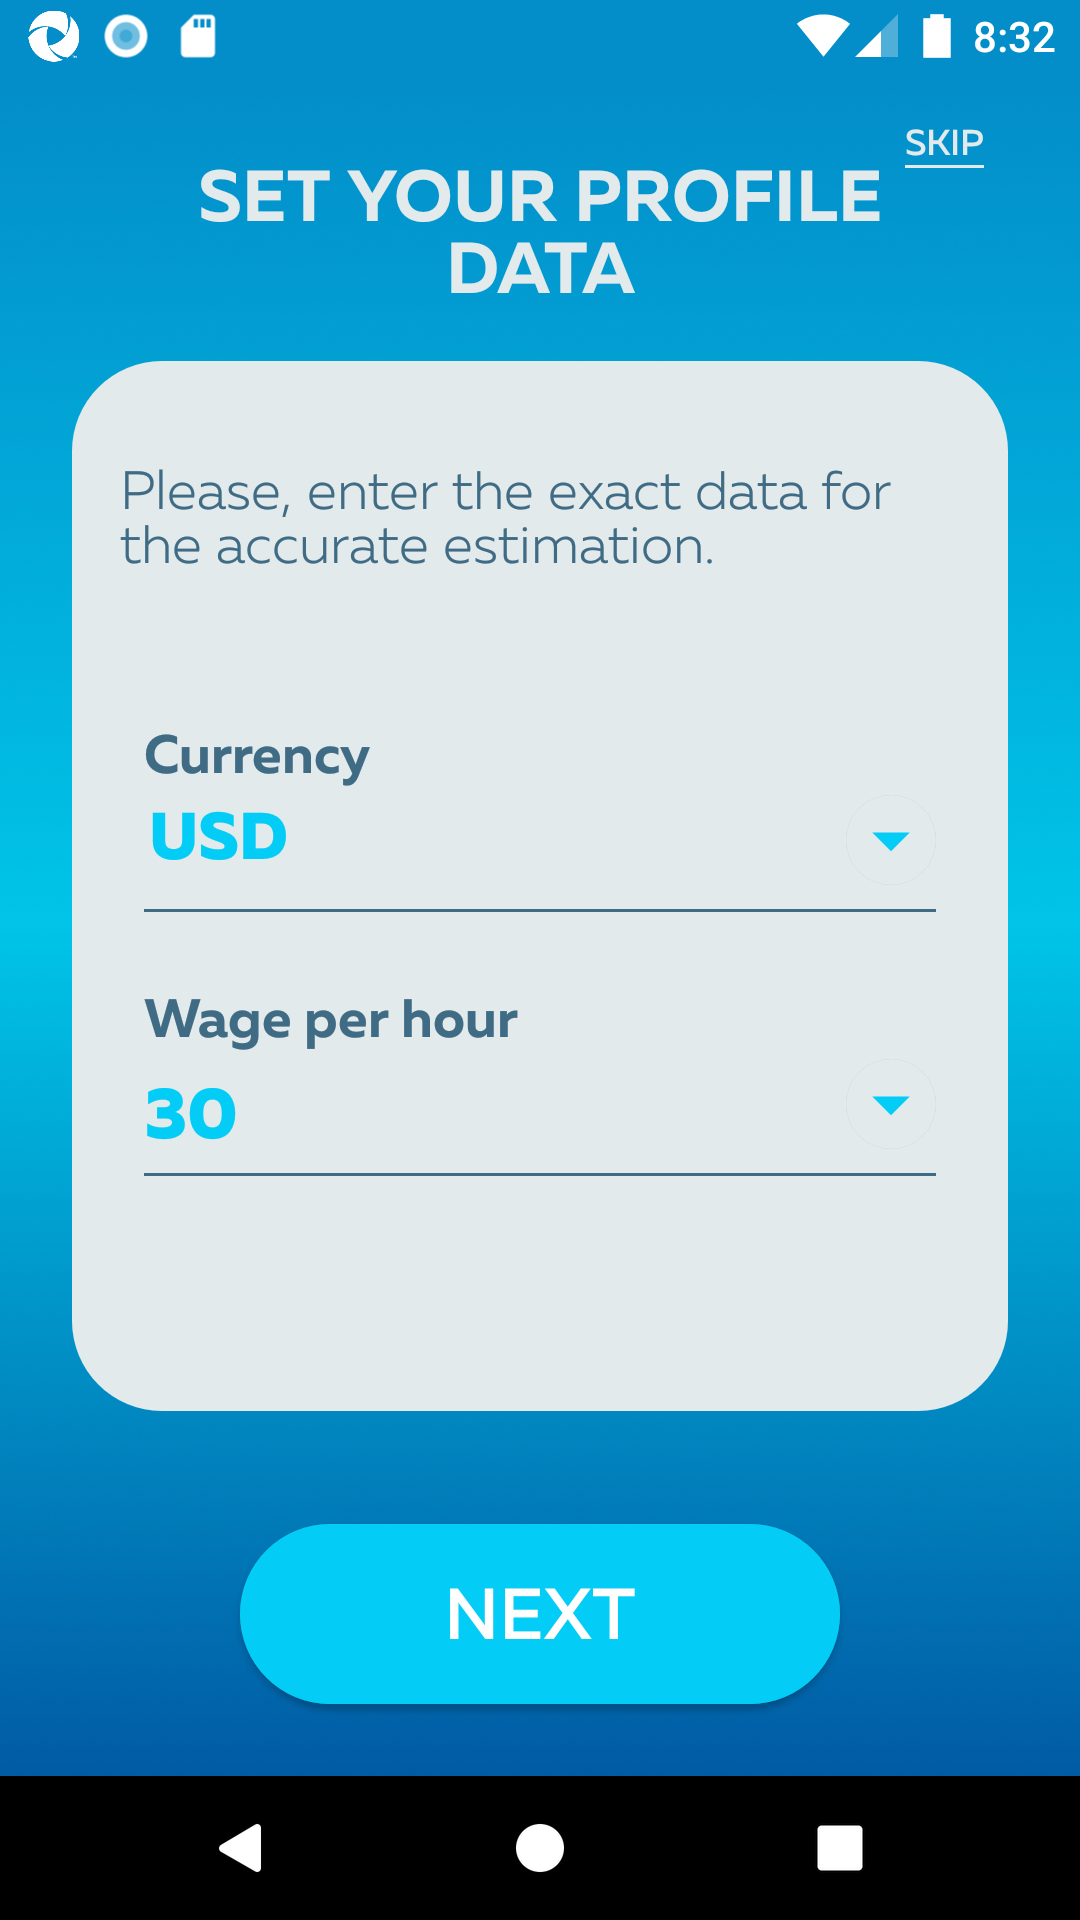 8:32
SKIP
SET YOUR PROFILE
DATA
Please, enter the exact data for
the accurate estimation.
Currency
USD
Wage per hour
30
NEXT